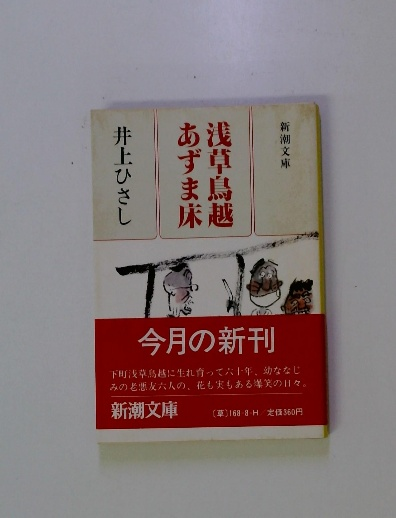 新潮文庫
浅草鳥越
あずま床
井上ひさし
今月の新刊
下町浅草鳥越に生れ育って六十年、幼ななじ
みの老悪友六人の、花も実もある爆笑の日々。
新潮文庫
〔草〕168-8-H／定価360円